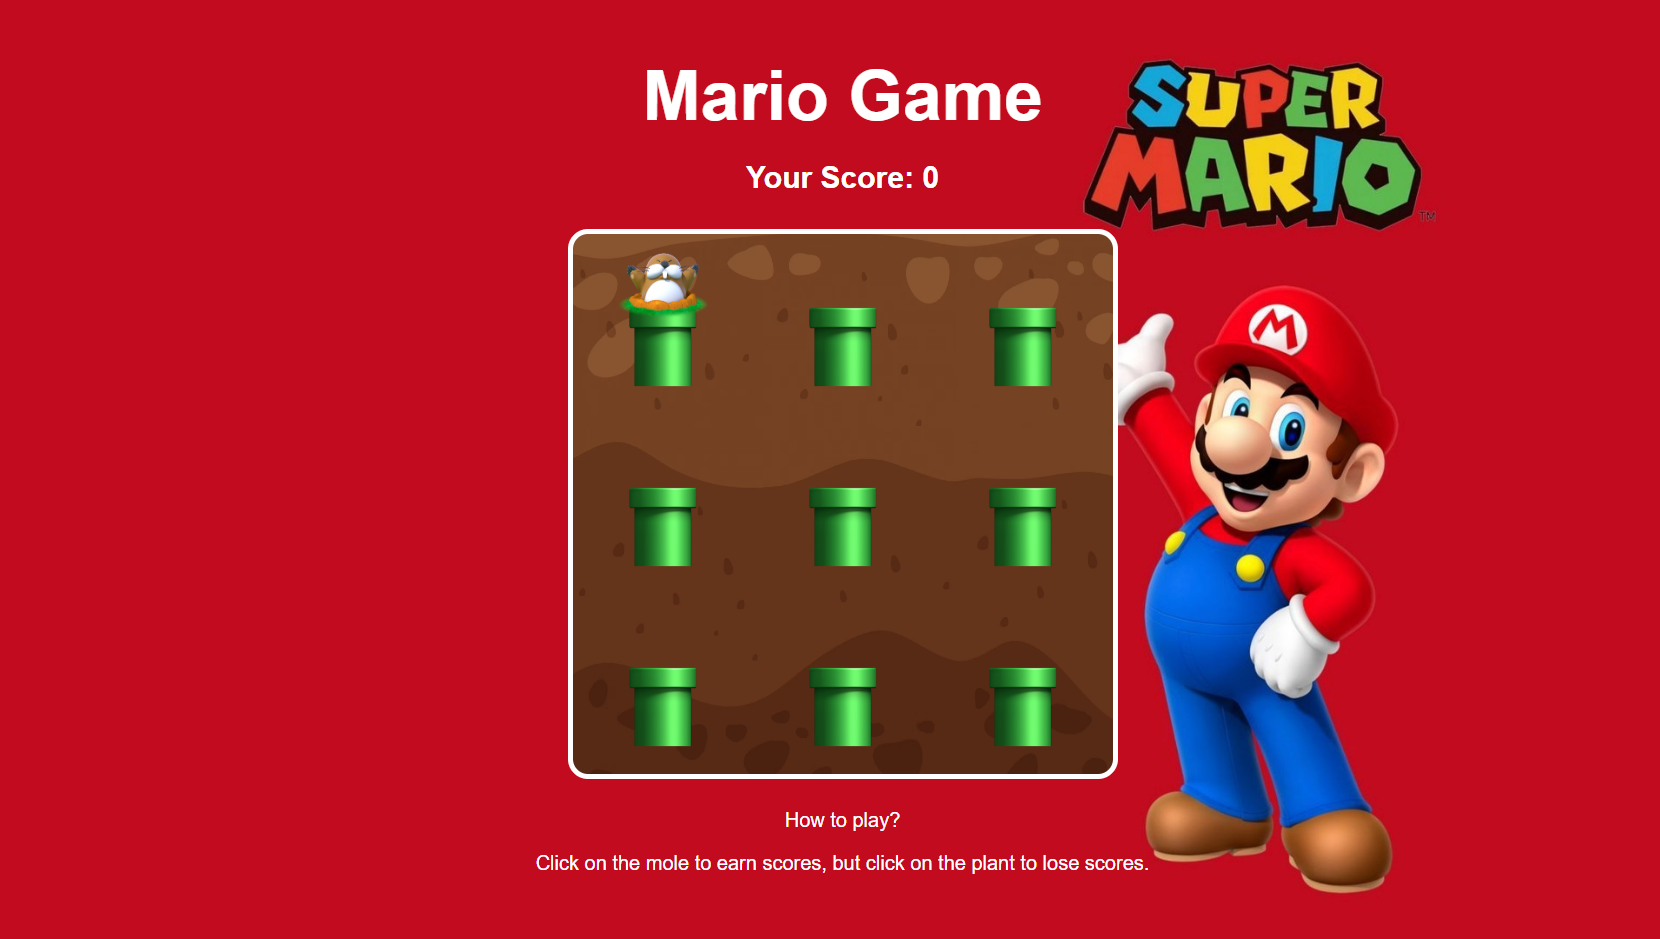 Mario Game
SUPER
MARIO
TM
Your Score: 0
M
How to play?
Click on the mole to earn scores, but click on the plant to lose scores.